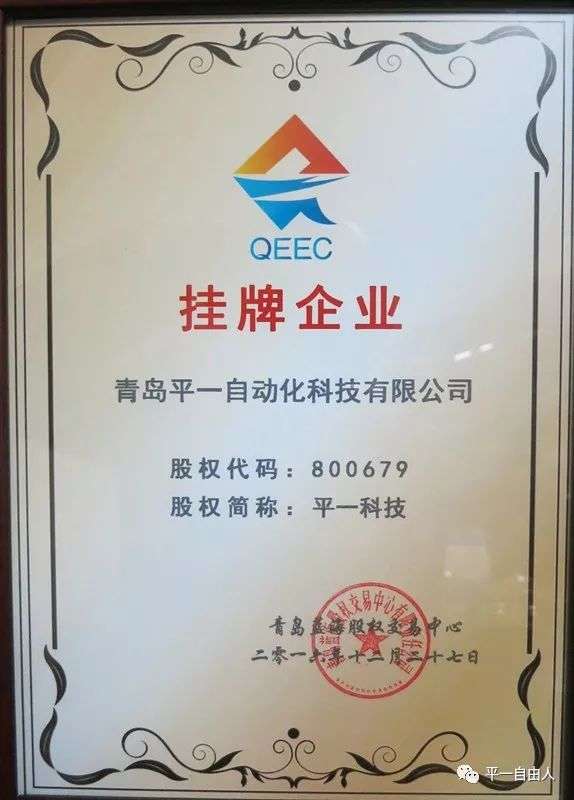 QEEC
挂牌企业
青岛平一自动化科技有限公司
股权代码：800679
股权简称：平一科技
青岛蓝海股权交易中心
二零一六年十二月二十七日
平一自由人